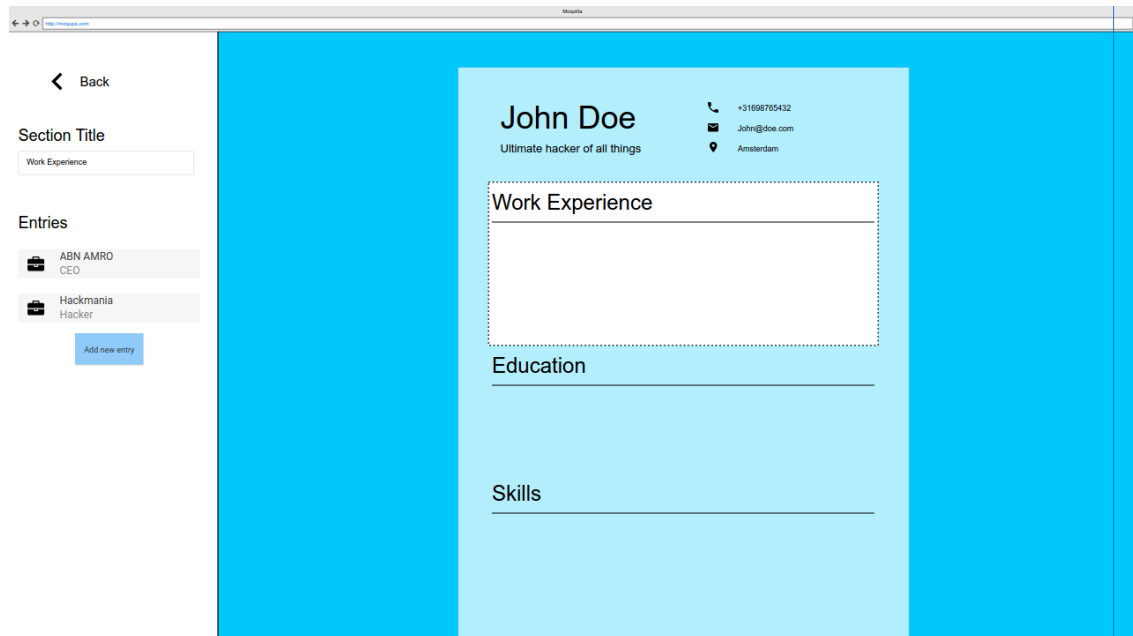 Moqzilla
http://moqups.com
Back
Section Title
Work Experience
Entries
ABN AMRO
CEO
Hackmania
Hacker
Add new entry
John Doe
Ultimate hacker of all things
+31698765432
John@doe.com
Amsterdam
Work Experience
Education
Skills